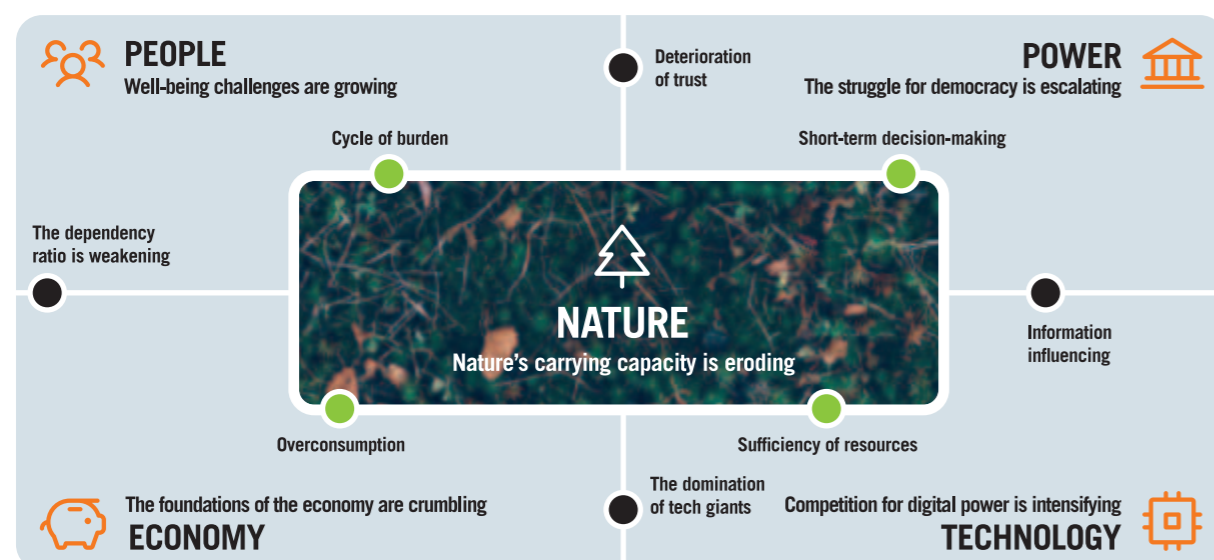 PEOPLE
Well-being challenges are growing
Deterioration
of trust
POWER
The struggle for democracy is escalating
Cycle of burden
Short-term decision-making
The dependency
ratio is weakening
NATURE
Nature's carrying capacity is eroding
Information
influencing
Overconsumption
Sufficiency of resources
The foundations of the economy are crumbling
ECONOMY
The domination
of tech giants
Competition for digital power is intensifying
TECHNOLOGY